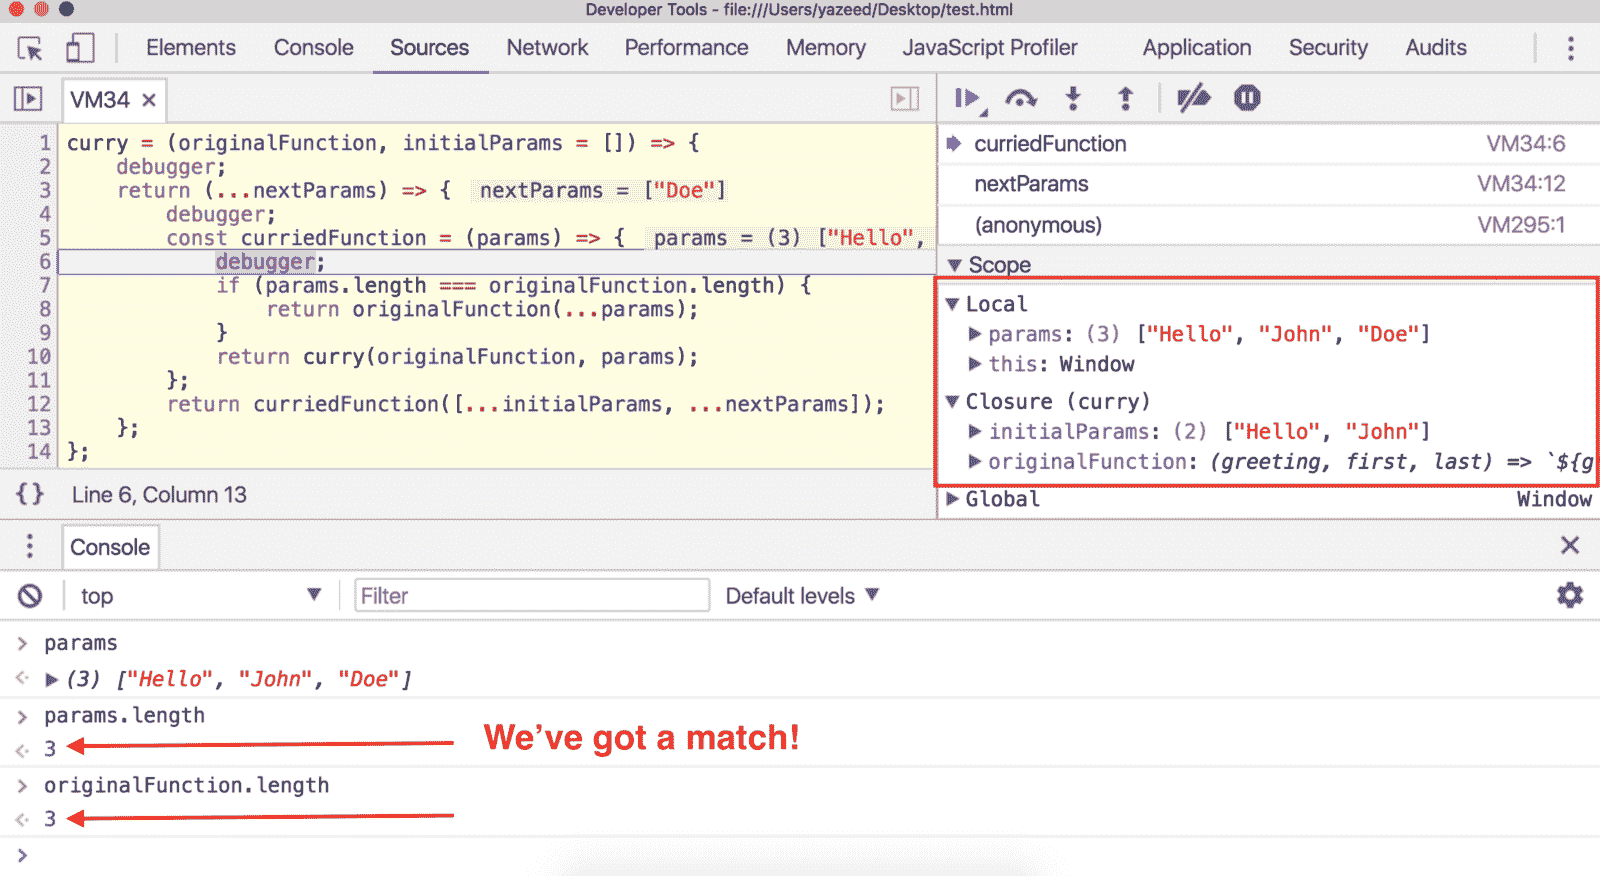 Developer Tools - file:///Users/yazeed/Desktop/test.html
Elements Console Sources Network Performance Memory JavaScript Profiler Application Security Audits
VM34 ×
1 curry = (originalFunction, initialParams = []) => {
2 debugger;
3 return (...nextParams) => { nextParams = ["Doe"]
4 debugger;
5 const curriedFunction = (params) => { params = (3) ["Hello",
6 debugger;
7 if (params.length === originalFunction.length) {
8 return originalFunction(...params);
9 }
10 return curry(originalFunction, params);
11 };
12 return curriedFunction([...initialParams, ...nextParams]);
13 };
14 };
{} Line 6, Column 13
curriedFunction VM34:6
nextParams VM34:12
(anonymous) VM295:1
▼ Scope
▼ Local
▶ params: (3) ["Hello", "John", "Doe"]
▶ this: Window
▼ Closure (curry)
▶ initialParams: (2) ["Hello", "John"]
▶ originalFunction: (greeting, first, last) => `${g
▶ Global Window
Console ×
top ▼ Filter Default levels ▼
> params
<· ▶ (3) ["Hello", "John", "Doe"]
> params.length
<· 3
We've got a match!
> originalFunction.length
<· 3
>